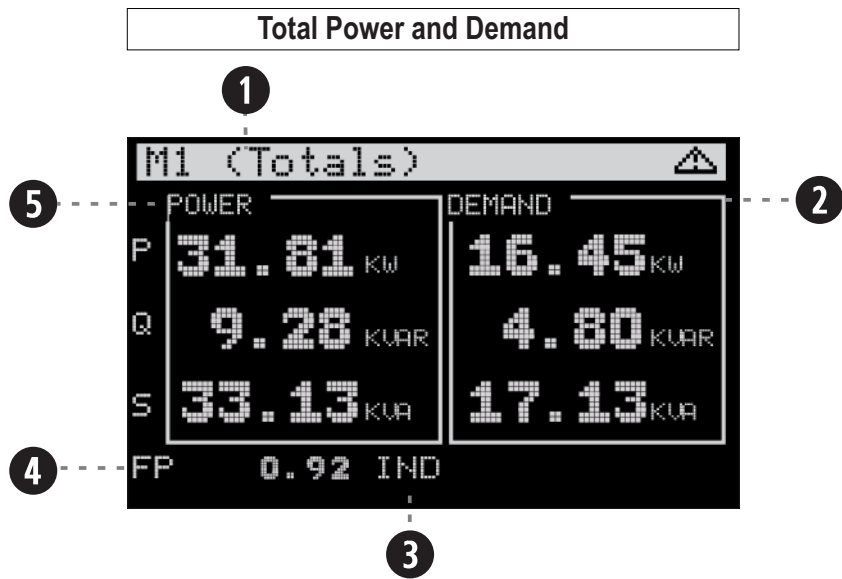 Total Power and Demand
1
M1 (Totals)
5 POWER DEMAND 2
P 31.81 KW 16.45 KW
Q 9.28 KVAR 4.80 KVAR
S 33.13 KVA 17.13 KVA
4 FP 0.92 IND
3